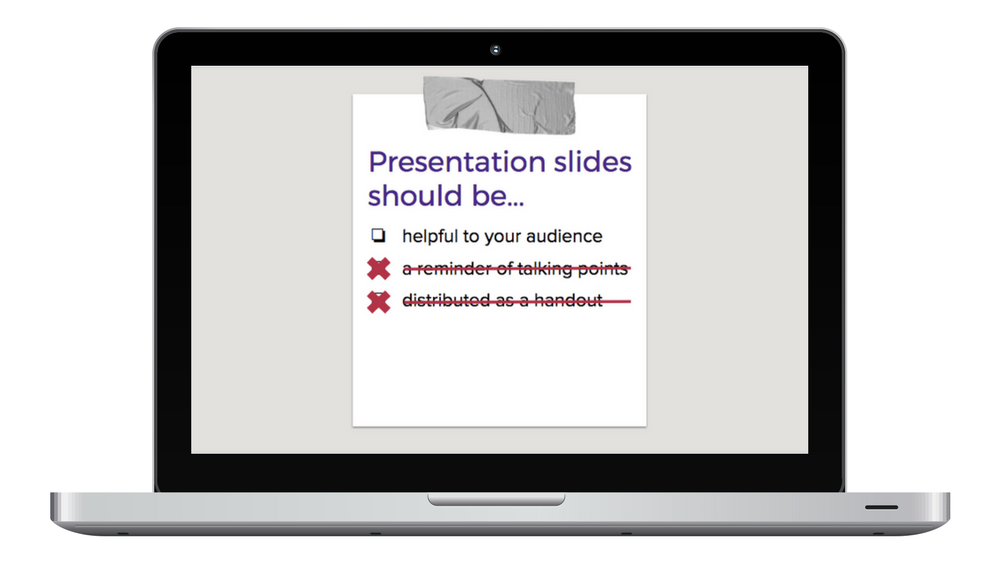 Presentation slides
should be...
helpful to your audience
a reminder of talking points
distributed as a handout